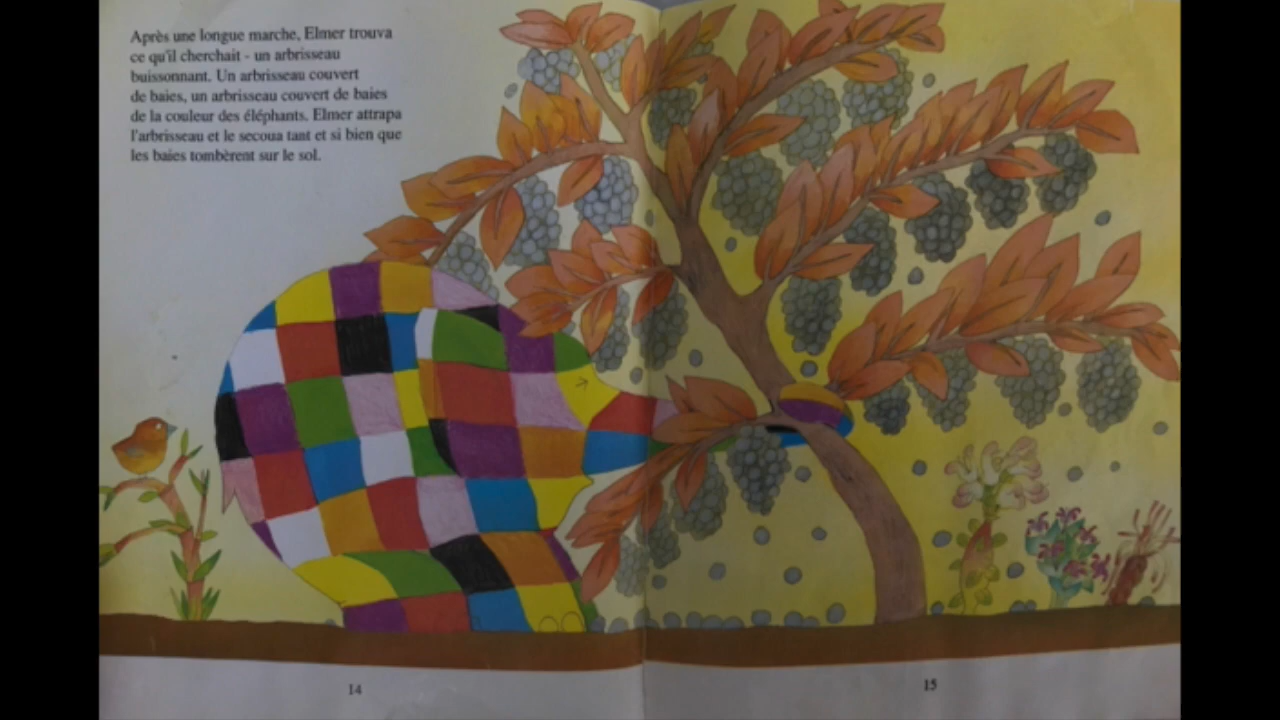 Après une longue marche, Elmer trouva
ce qu'il cherchait - un arbrisseau
buissonnant. Un arbrisseau couvert
de baies, un arbrisseau couvert de baies
de la couleur des éléphants. Elmer attrapa
l'arbrisseau et le secoua tant et si bien que
les baies tombèrent sur le sol.
14
15